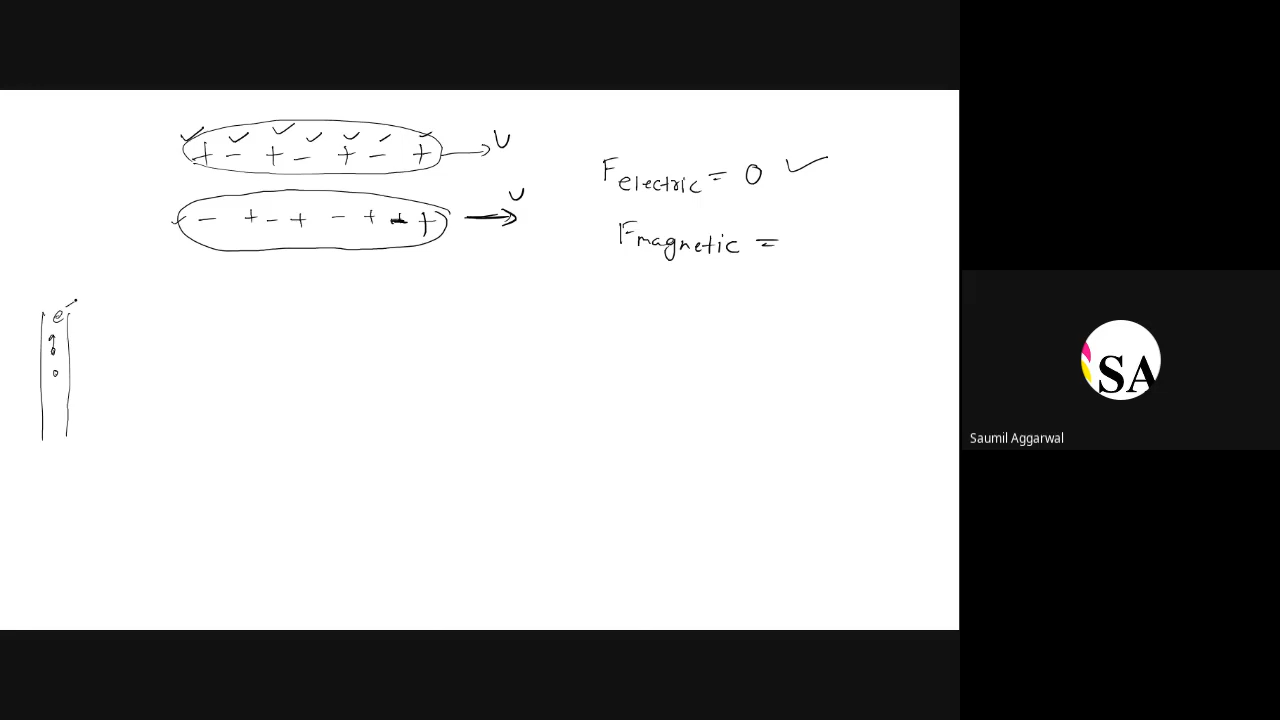 + - + - + - + → v
- + - + - + - + → v
F electric = 0 ✓
F magnetic =
e
SA
Saumil Aggarwal